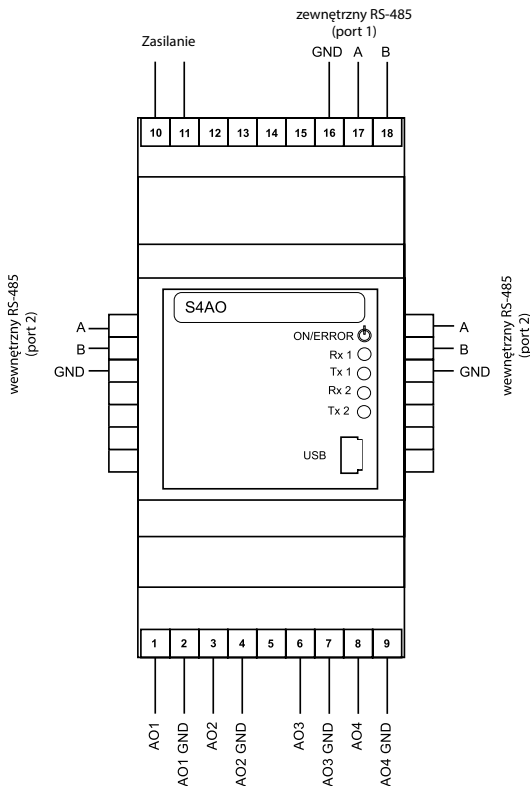 zewnętrzny RS-485
(port 1)
Zasilanie
GND A B
10 11 12 13 14 15 16 17 18
S4AO
ON/ERROR
Rx 1
Tx 1
Rx 2
Tx 2
USB
wewnętrzny RS-485
(port 2)
A
B
GND
A
B
GND
wewnętrzny RS-485
(port 2)
1 2 3 4 5 6 7 8 9
AO1
AO1 GND
AO2
AO2 GND
AO3
AO3 GND
AO4
AO4 GND